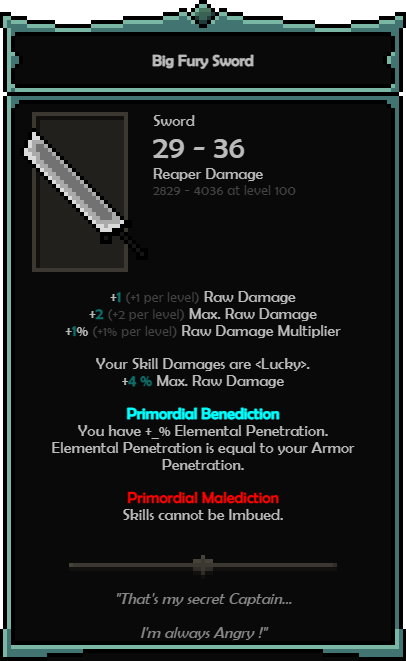 Big Fury Sword
Sword
29 - 36
Reaper Damage
2829 - 4036 at level 100
+1 (+1 per level) Raw Damage
+2 (+2 per level) Max. Raw Damage
+1% (+1% per level) Raw Damage Multiplier
Your Skill Damages are <Lucky>.
+4 % Max. Raw Damage
Primordial Benediction
You have +_% Elemental Penetration.
Elemental Penetration is equal to your Armor
Penetration.
Primordial Malediction
Skills cannot be Imbued.
"That's my secret Captain...
I'm always Angry !"